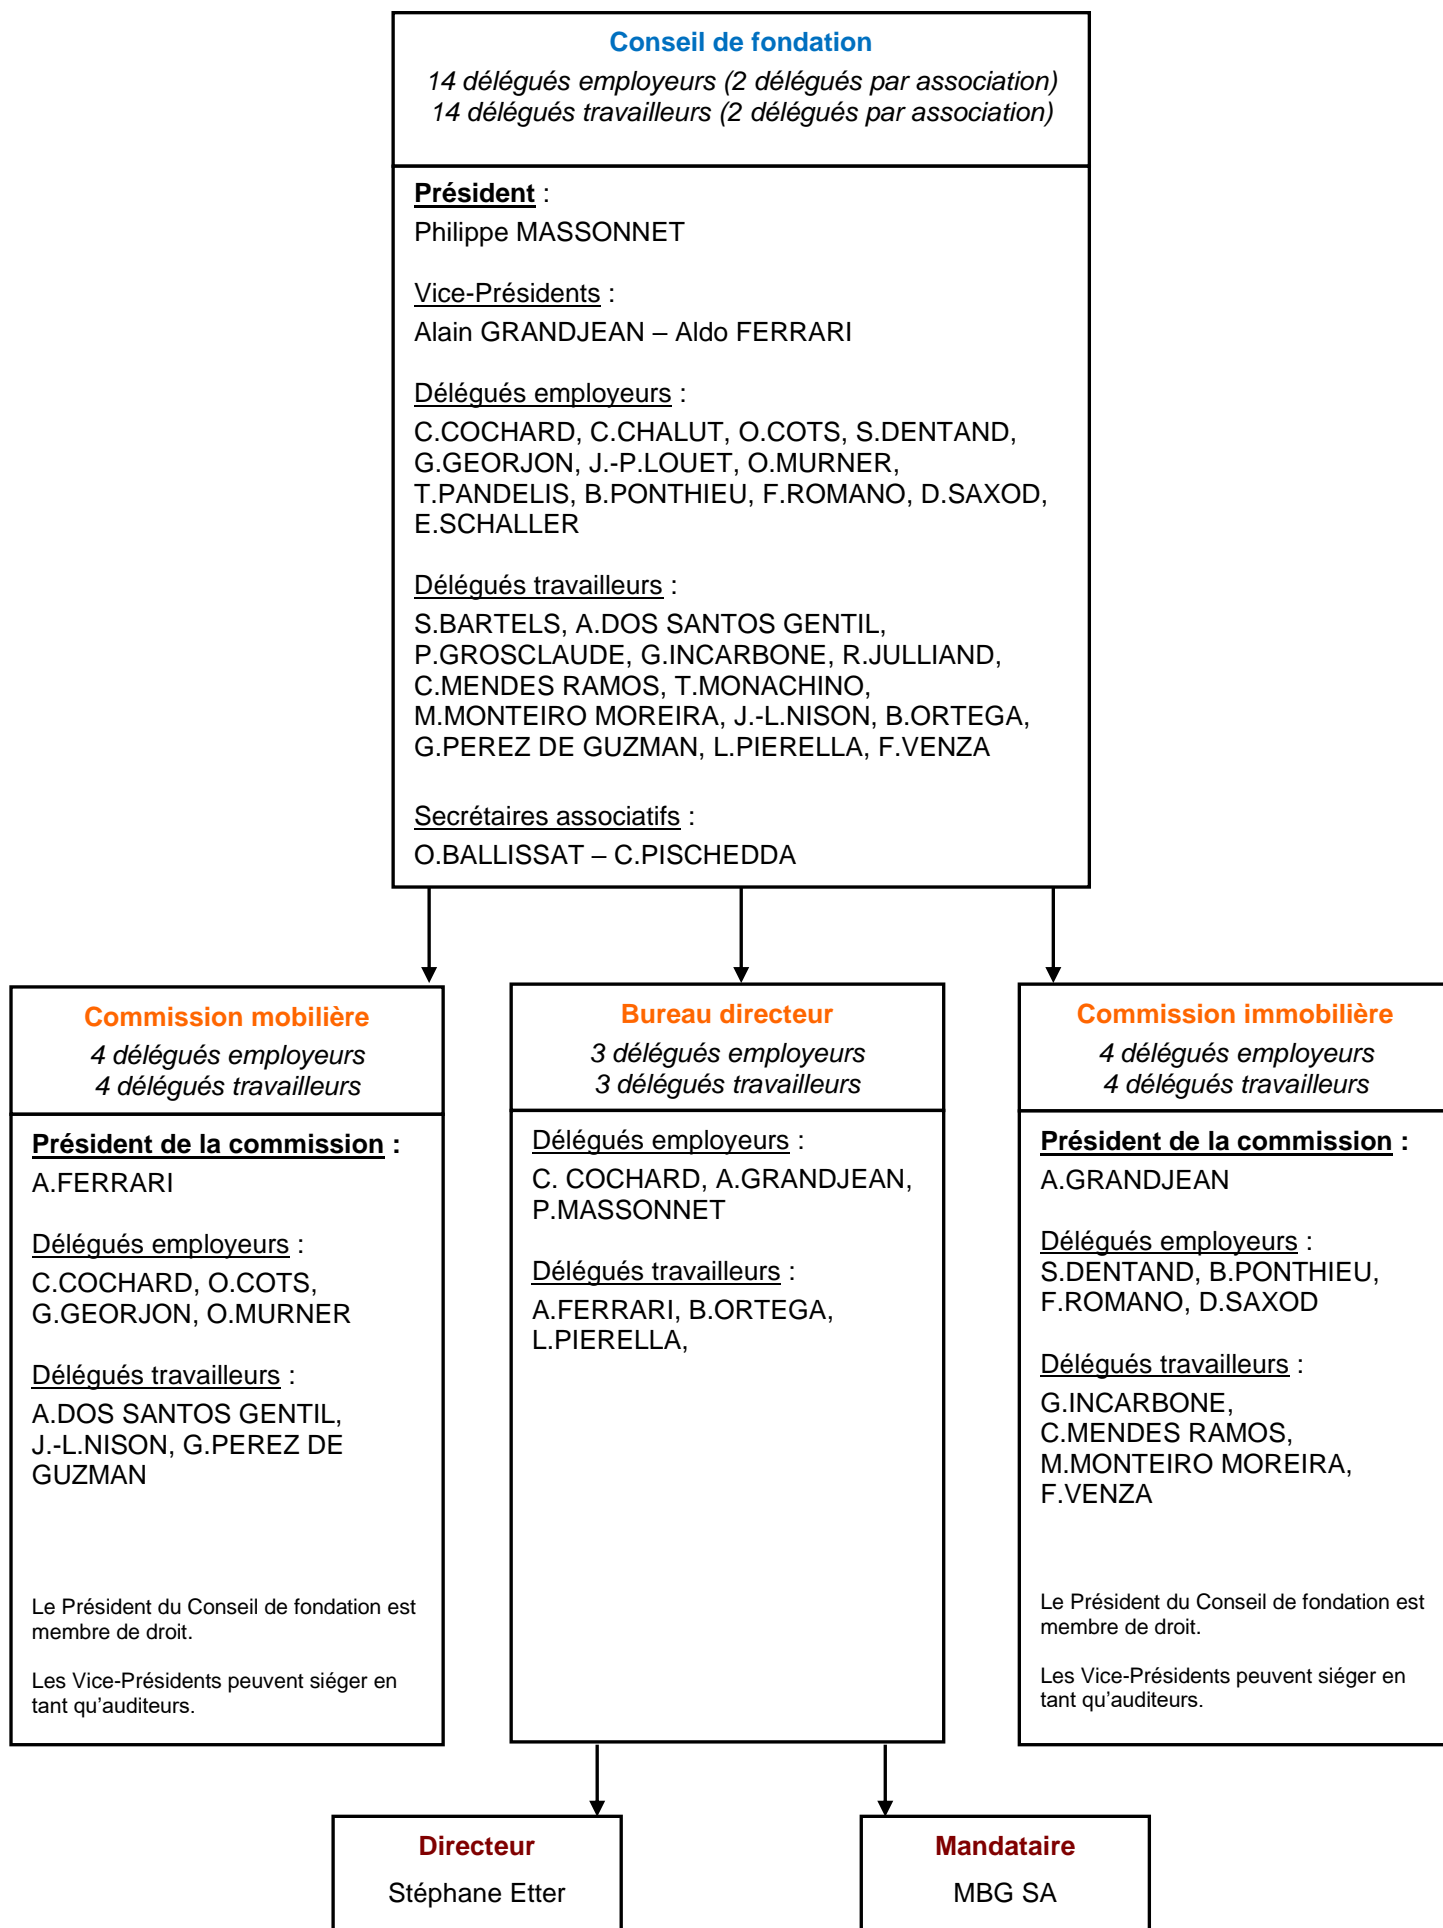 Conseil de fondation
14 délégués employeurs (2 délégués par association)
14 délégués travailleurs (2 délégués par association)
Président :
Philippe MASSONNET
Vice-Présidents :
Alain GRANDJEAN – Aldo FERRARI
Délégués employeurs :
C.COCHARD, C.CHALUT, O.COTS, S.DENTAND,
G.GEORJON, J.-P.LOUET, O.MURNER,
T.PANDELIS, B.PONTHIEU, F.ROMANO, D.SAXOD,
E.SCHALLER
Délégués travailleurs :
S.BARTELS, A.DOS SANTOS GENTIL,
P.GROSCLAUDE, G.INCARBONE, R.JULLIAND,
C.MENDES RAMOS, T.MONACHINO,
M.MONTEIRO MOREIRA, J.-L.NISON, B.ORTEGA,
G.PEREZ DE GUZMAN, L.PIERELLA, F.VENZA
Secrétaires associatifs :
O.BALLISSAT – C.PISCHEDDA
Commission mobilière
4 délégués employeurs
4 délégués travailleurs
Président de la commission :
A.FERRARI
Délégués employeurs :
C.COCHARD, O.COTS,
G.GEORJON, O.MURNER
Délégués travailleurs :
A.DOS SANTOS GENTIL,
J.-L.NISON, G.PEREZ DE
GUZMAN
Le Président du Conseil de fondation est
membre de droit.
Les Vice-Présidents peuvent siéger en
tant qu’auditeurs.
Bureau directeur
3 délégués employeurs
3 délégués travailleurs
Délégués employeurs :
C. COCHARD, A.GRANDJEAN,
P.MASSONNET
Délégués travailleurs :
A.FERRARI, B.ORTEGA,
L.PIERELLA,
Commission immobilière
4 délégués employeurs
4 délégués travailleurs
Président de la commission :
A.GRANDJEAN
Délégués employeurs :
S.DENTAND, B.PONTHIEU,
F.ROMANO, D.SAXOD
Délégués travailleurs :
G.INCARBONE,
C.MENDES RAMOS,
M.MONTEIRO MOREIRA,
F.VENZA
Le Président du Conseil de fondation est
membre de droit.
Les Vice-Présidents peuvent siéger en
tant qu’auditeurs.
Directeur
Stéphane Etter
Mandataire
MBG SA